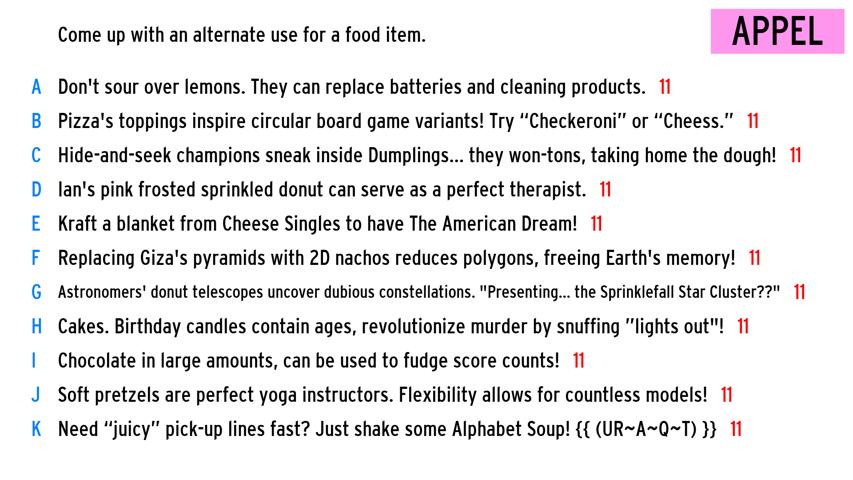 Come up with an alternate use for a food item.
APPEL
A Don't sour over lemons. They can replace batteries and cleaning products. 11
B Pizza's toppings inspire circular board game variants! Try “Checkeroni” or “Cheess.” 11
C Hide-and-seek champions sneak inside Dumplings... they won-tons, taking home the dough! 11
D Ian's pink frosted sprinkled donut can serve as a perfect therapist. 11
E Kraft a blanket from Cheese Singles to have The American Dream! 11
F Replacing Giza's pyramids with 2D nachos reduces polygons, freeing Earth's memory! 11
G Astronomers' donut telescopes uncover dubious constellations. "Presenting... the Sprinklefall Star Cluster??" 11
H Cakes. Birthday candles contain ages, revolutionize murder by snuffing ”lights out"! 11
I Chocolate in large amounts, can be used to fudge score counts! 11
J Soft pretzels are perfect yoga instructors. Flexibility allows for countless models! 11
K Need “juicy” pick-up lines fast? Just shake some Alphabet Soup! {{ (UR~A~Q~T) }} 11